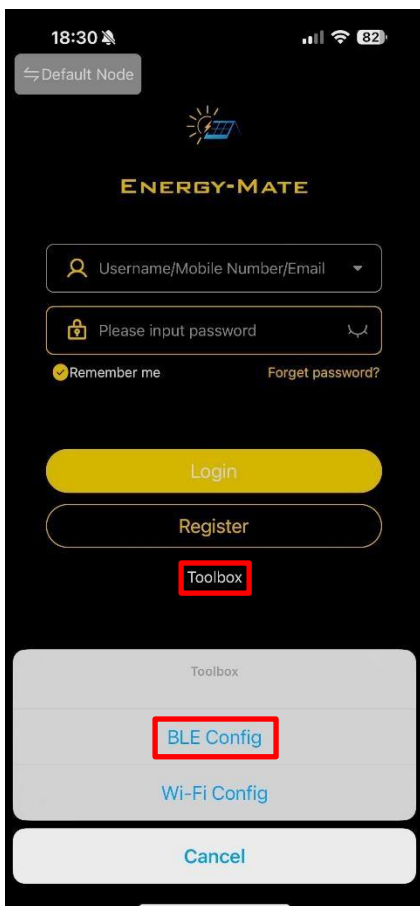 18:30
82
Default Node
ENERGY-MATE
Username/Mobile Number/Email
Please input password
Remember me Forget password?
Login
Register
Toolbox
Toolbox
BLE Config
Wi-Fi Config
Cancel